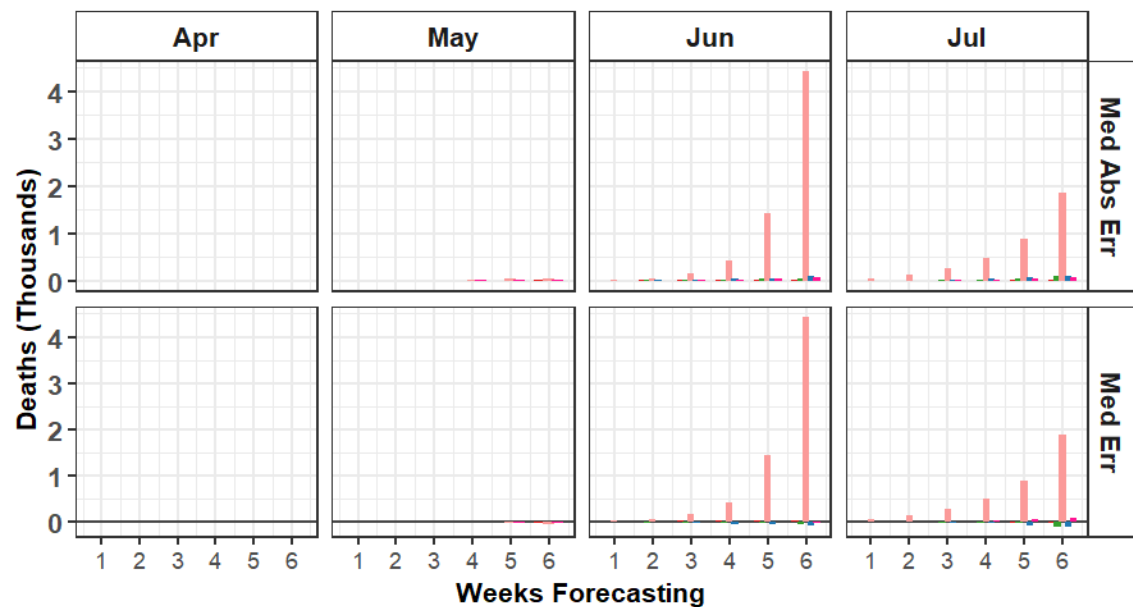 Apr May Jun Jul
4
3
2
1
0
Med Abs Err
4
3
2
1
0
Med Err
Deaths (Thousands)
1 2 3 4 5 6 1 2 3 4 5 6 1 2 3 4 5 6 1 2 3 4 5 6
Weeks Forecasting